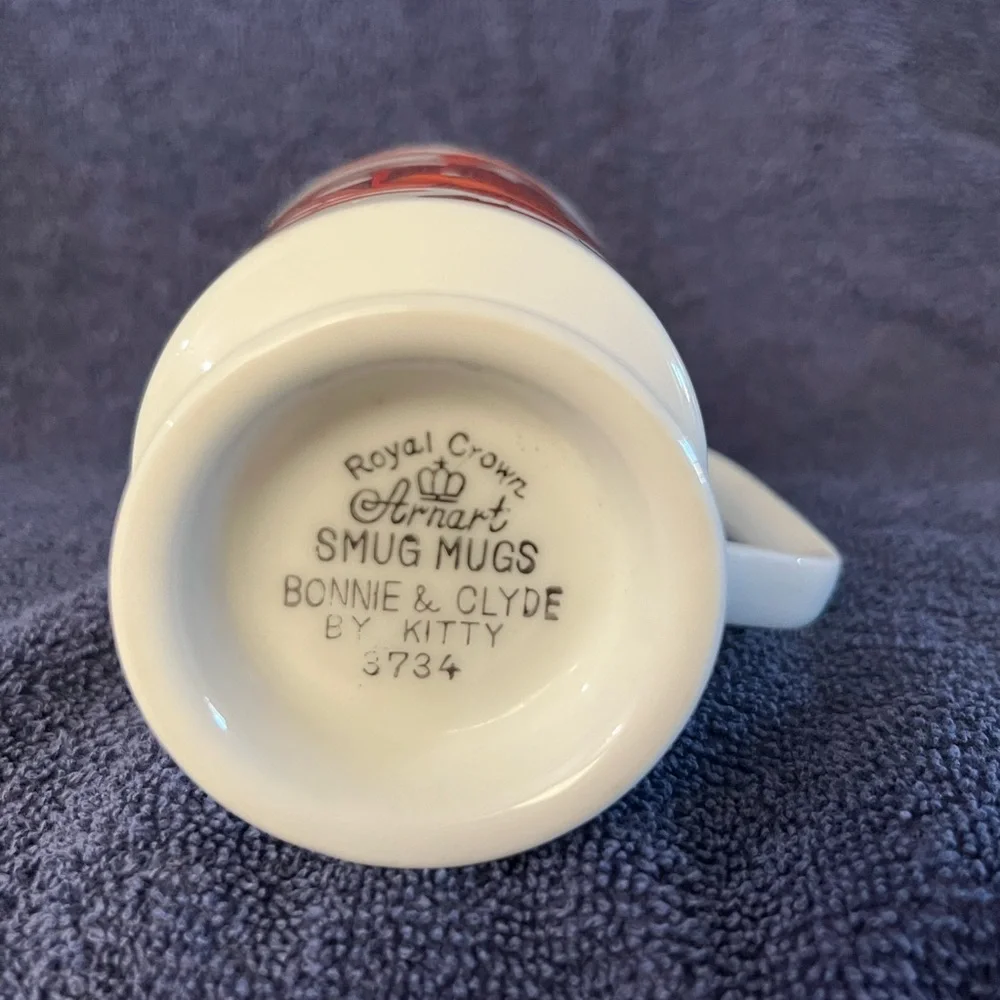 Royal Crown
Arnart
SMUG MUGS
BONNIE & CLYDE
BY KITTY
3734